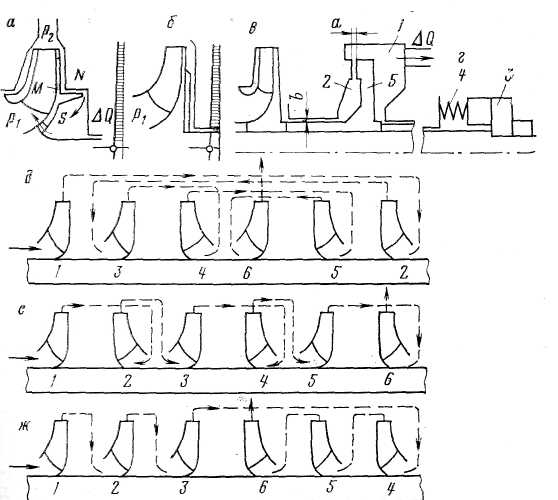 а б в а 1
P₂ ΔQ
M N 2 5 г
P₁ S ΔQ P₁ b 4 3
д
1 3 4 6 5 2
е
1 2 3 4 5 6
ж
1 2 3 6 5 4